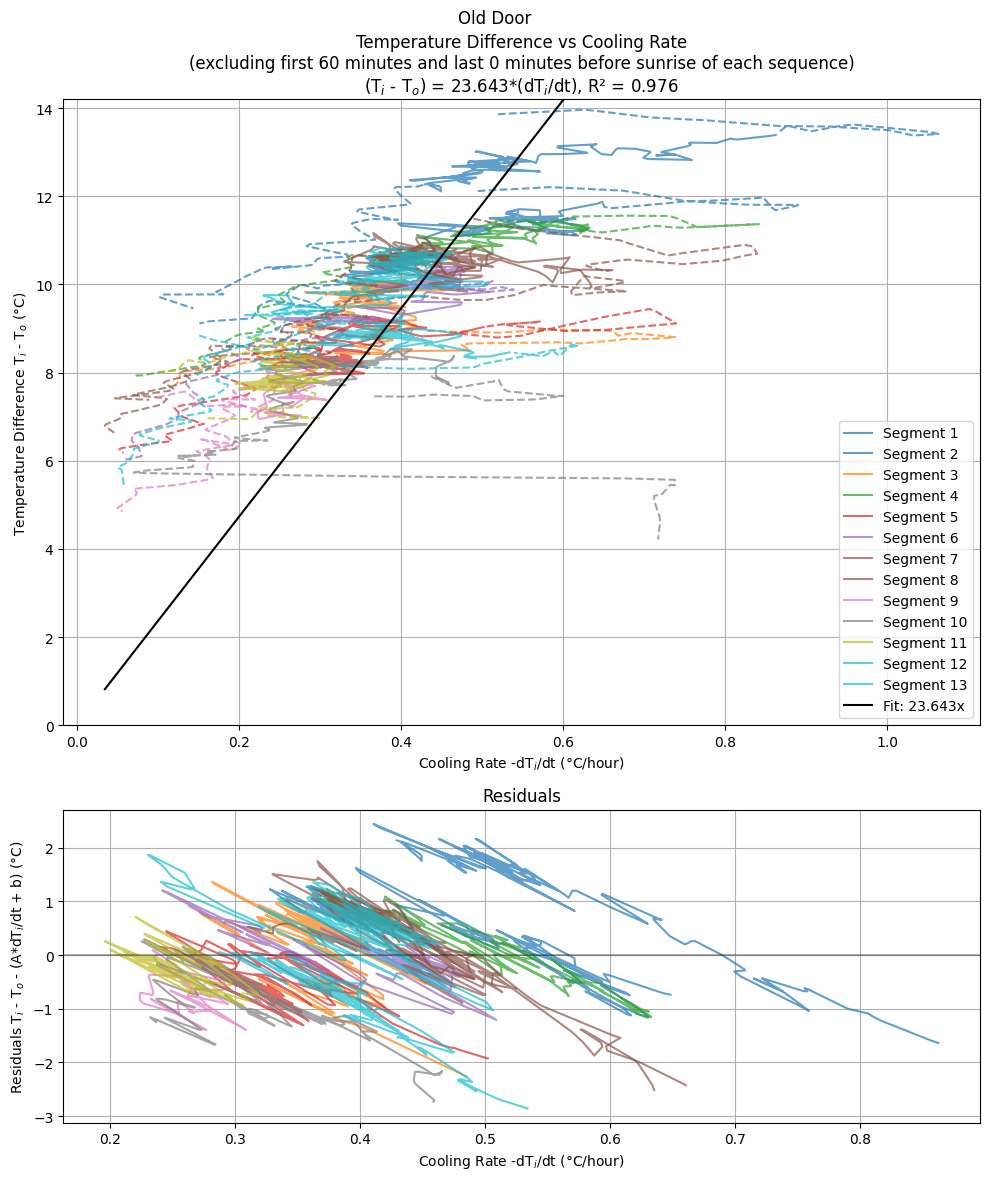 Old Door
Temperature Difference vs Cooling Rate
(excluding first 60 minutes and last 0 minutes before sunrise of each sequence)
(Tᵢ - Tₒ) = 23.643*(dTᵢ/dt), R² = 0.976
14
12
10
8
6
4
2
0
Temperature Difference Tᵢ - Tₒ (°C)
Segment 1
Segment 2
Segment 3
Segment 4
Segment 5
Segment 6
Segment 7
Segment 8
Segment 9
Segment 10
Segment 11
Segment 12
Segment 13
Fit: 23.643x
0.0 0.2 0.4 0.6 0.8 1.0
Cooling Rate -dTᵢ/dt (°C/hour)
Residuals
2
1
0
−1
−2
−3
Residuals Tᵢ - Tₒ - (A*dTᵢ/dt + b) (°C)
0.2 0.3 0.4 0.5 0.6 0.7 0.8
Cooling Rate -dTᵢ/dt (°C/hour)